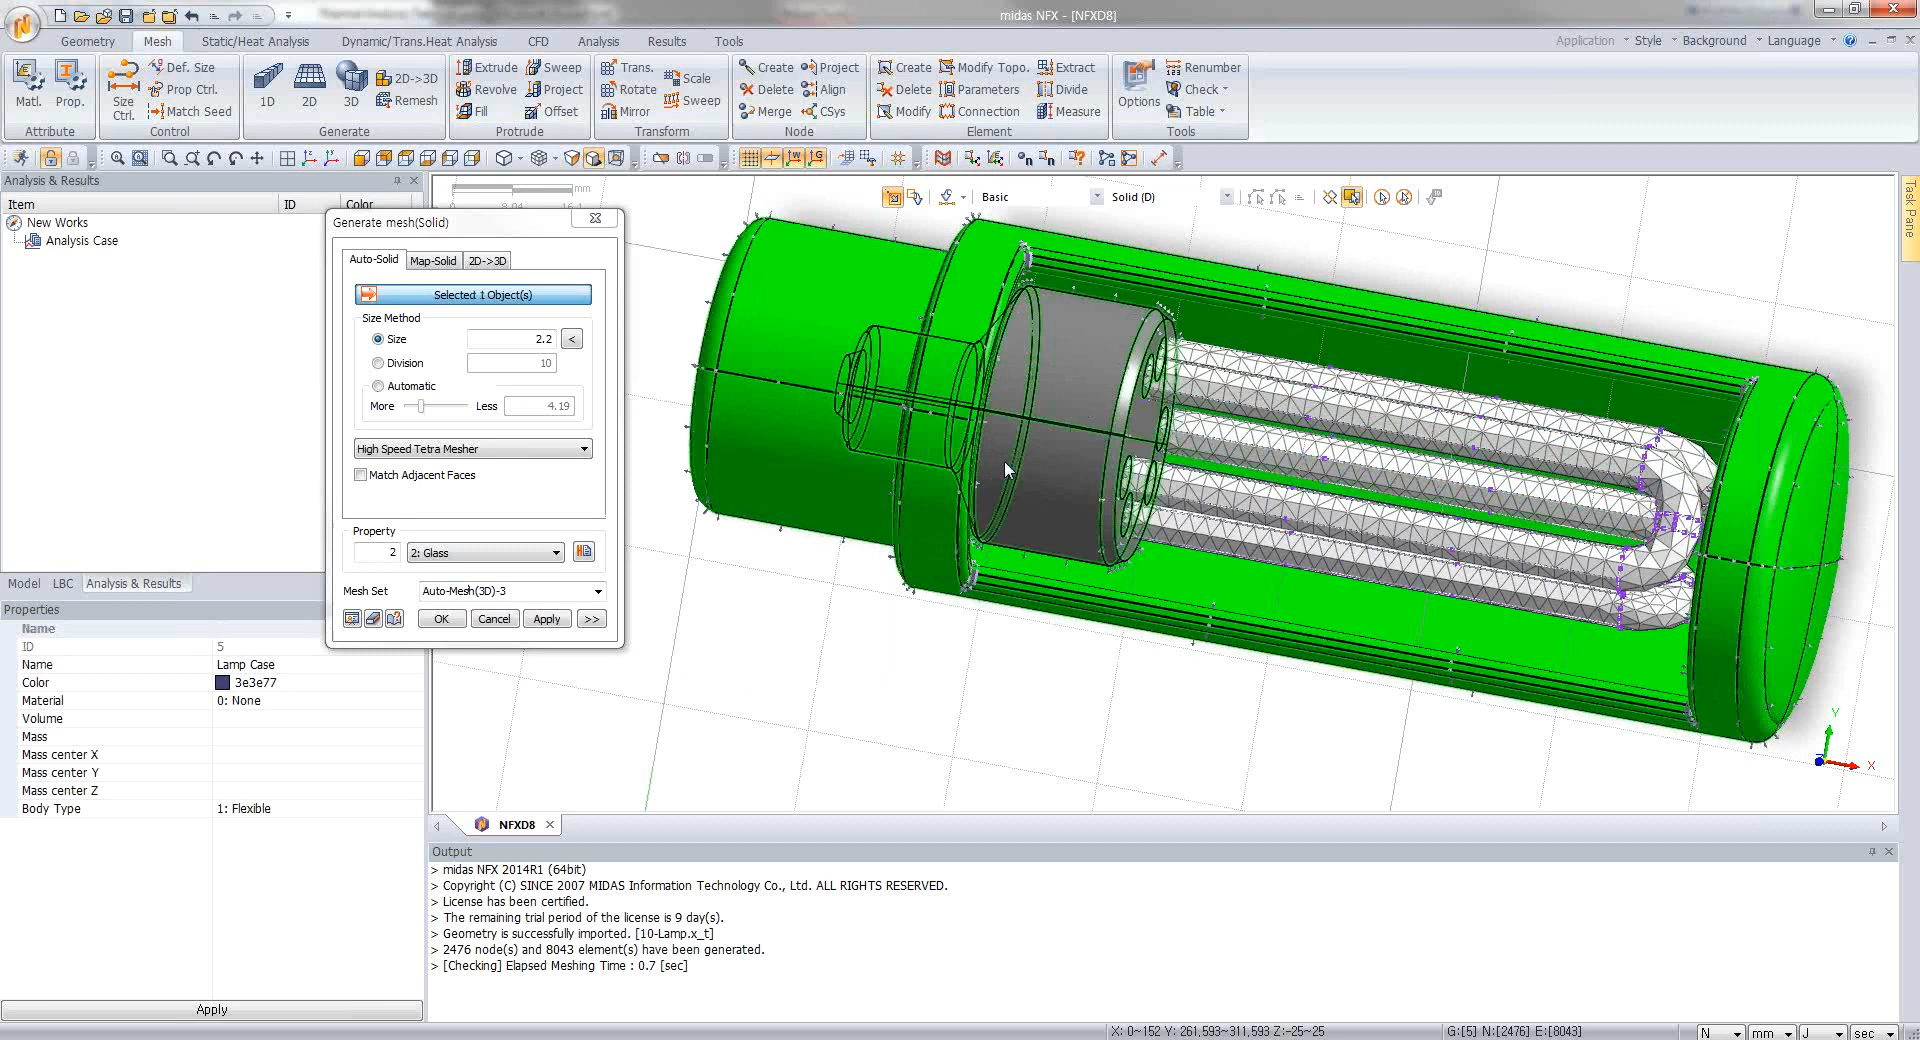 midas NFX - [NFXD8]
Geometry Mesh Static/Heat Analysis Dynamic/Trans.Heat Analysis CFD Analysis Results Tools
Application Style Background Language
Matl. Prop.
Attribute
Size Ctrl.
Def. Size
Prop Ctrl.
Match Seed
Control
1D 2D 3D
2D->3D
Remesh
Generate
Extrude Sweep
Revolve Project
Fill Offset
Protrude
Trans.
Rotate
Mirror
Scale
Sweep
Transform
Create Project
Delete Align
Merge CSys
Node
Create Modify Topo. Extract
Delete Parameters Divide
Modify Connection Measure
Element
Options
Renumber
Check
Table
Tools
Analysis & Results
Item ID Color
New Works
Analysis Case
Generate mesh(Solid)
Auto-Solid Map-Solid 2D->3D
Selected 1 Object(s)
Size Method
Size 2.2 <
Division 10
Automatic
More Less 4.19
High Speed Tetra Mesher
Match Adjacent Faces
Property
2 2: Glass
Mesh Set Auto-Mesh(3D)-3
OK Cancel Apply >>
mm
Basic Solid (D)
Task Pane
Y
X
Model LBC Analysis & Results
Properties
Name
ID 5
Name Lamp Case
Color 3e3e77
Material 0: None
Volume
Mass
Mass center X
Mass center Y
Mass center Z
Body Type 1: Flexible
Apply
NFXD8
Output
> midas NFX 2014R1 (64bit)
> Copyright (C) SINCE 2007 MIDAS Information Technology Co., Ltd. ALL RIGHTS RESERVED.
> License has been certified.
> The remaining trial period of the license is 9 day(s).
> Geometry is successfully imported. [10-Lamp.x_t]
> 2476 node(s) and 8043 element(s) have been generated.
> [Checking] Elapsed Meshing Time : 0.7 [sec]
X: 0~152 Y: 261,593~311,593 Z:-25~25
G:[5] N:[2476] E:[8043]
N mm J sec